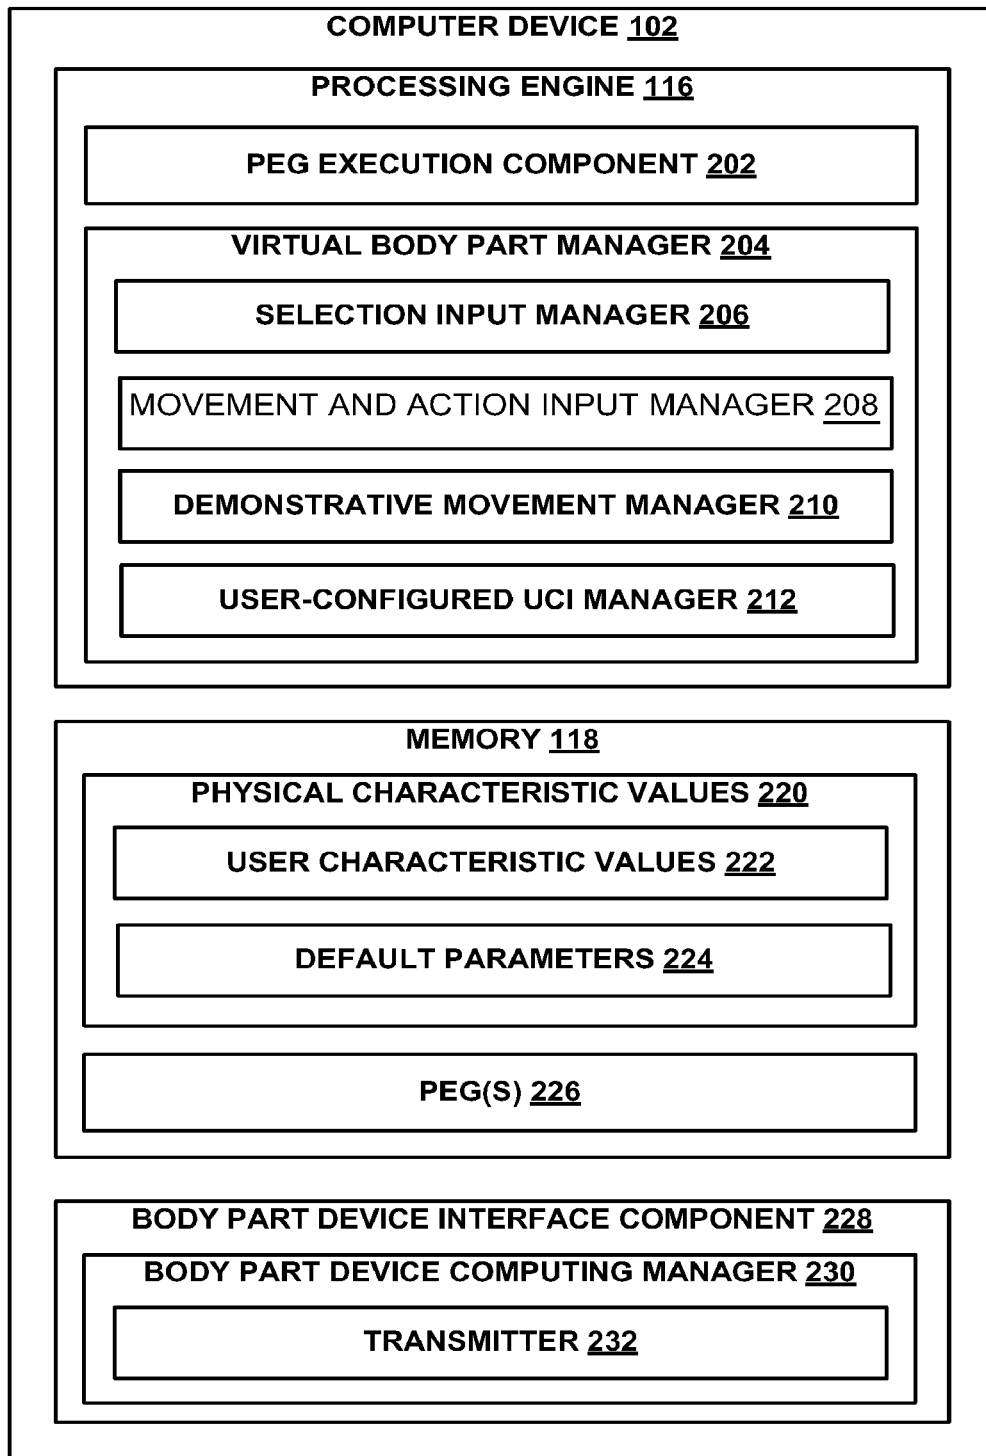 COMPUTER DEVICE 102
PROCESSING ENGINE 116
PEG EXECUTION COMPONENT 202
VIRTUAL BODY PART MANAGER 204
SELECTION INPUT MANAGER 206
MOVEMENT AND ACTION INPUT MANAGER 208
DEMONSTRATIVE MOVEMENT MANAGER 210
USER-CONFIGURED UCI MANAGER 212
MEMORY 118
PHYSICAL CHARACTERISTIC VALUES 220
USER CHARACTERISTIC VALUES 222
DEFAULT PARAMETERS 224
PEG(S) 226
BODY PART DEVICE INTERFACE COMPONENT 228
BODY PART DEVICE COMPUTING MANAGER 230
TRANSMITTER 232